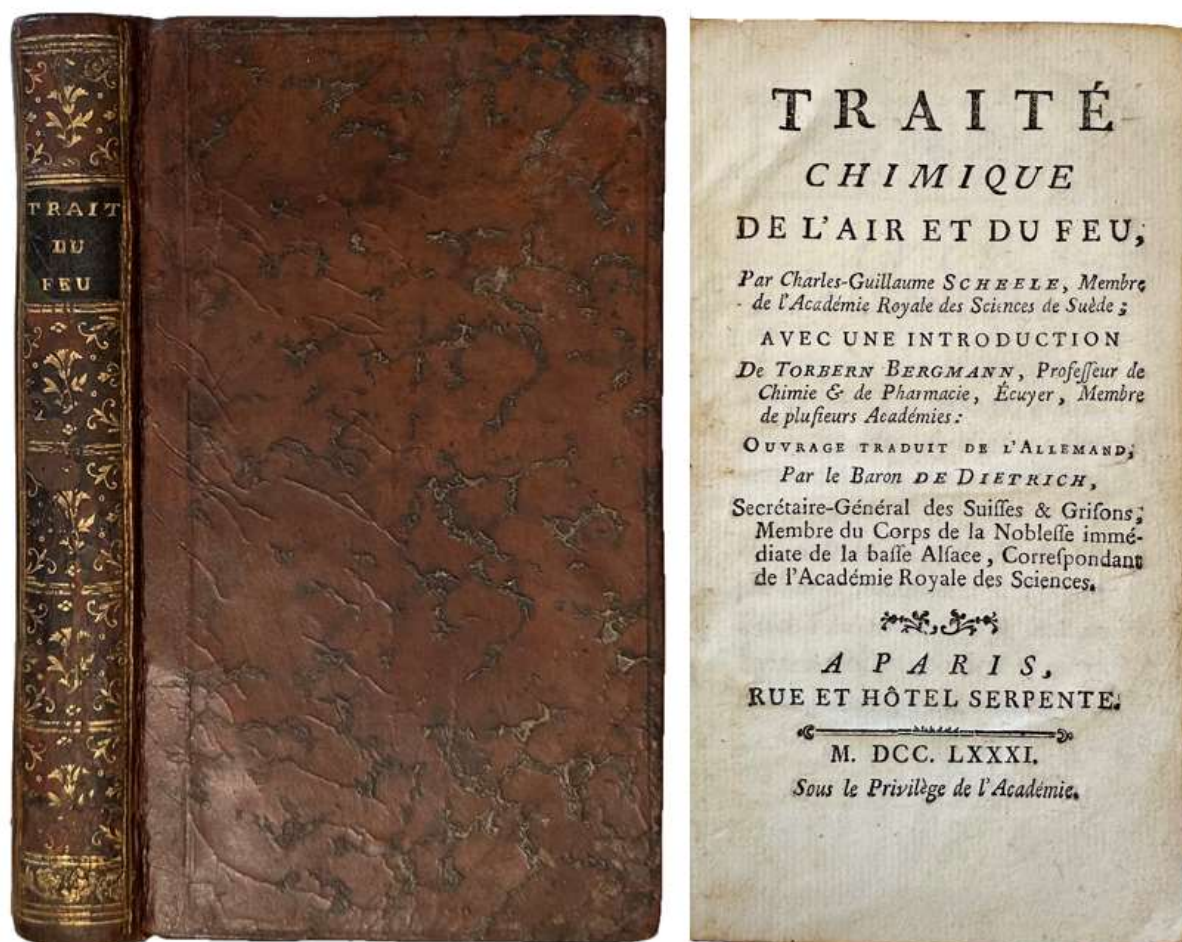 TRAIT
DU
FEU
TRAITÉ
CHIMIQUE
DE L'AIR ET DU FEU,
Par Charles-Guillaume SCHEELE, Membre
de l'Académie Royale des Sciences de Suède ;
AVEC UNE INTRODUCTION
De TORBERN BERGMANN, Profeſſeur de
Chimie & de Pharmacie, Écuyer, Membre
de pluſieurs Académies :
OUVRAGE TRADUIT DE L'ALLEMAND,
Par le Baron DE DIETRICH,
Secrétaire-Général des Suiſſes & Griſons ;
Membre du Corps de la Nobleſſe immé-
diate de la baſſe Alſace, Correſpondant
de l'Académie Royale des Sciences.
A PARIS,
RUE ET HÔTEL SERPENTE.
M. DCC. LXXXI.
Sous le Privilège de l'Académie.